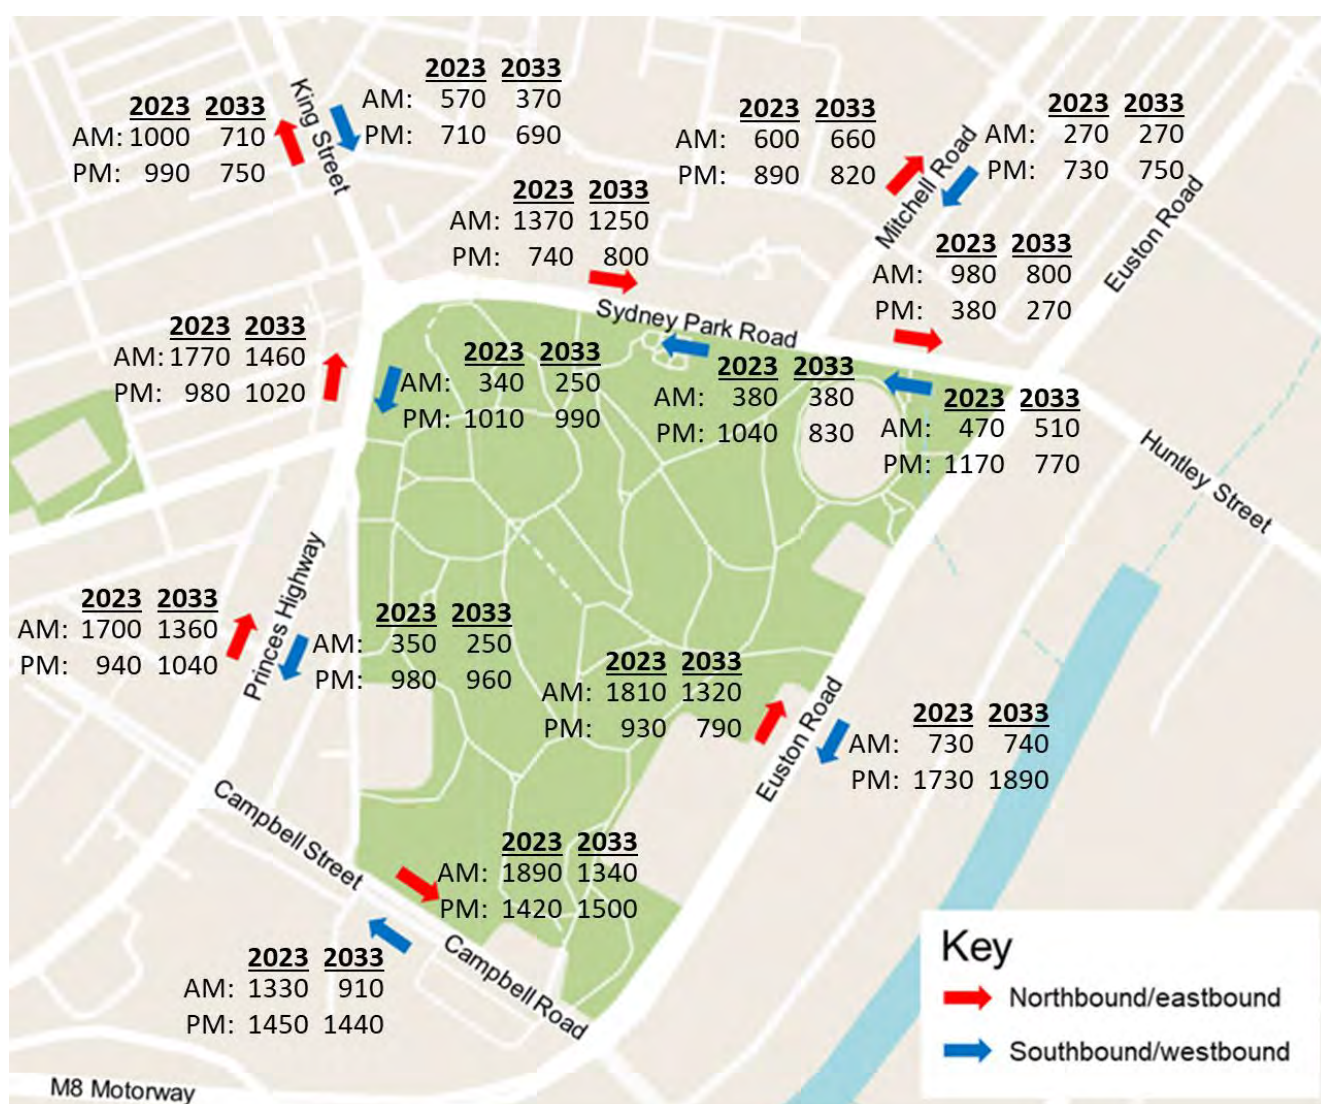 2023 2033
AM: 570 370
PM: 710 690
King Street
2023 2033
AM: 1000 710
PM: 990 750
2023 2033
AM: 600 660
PM: 890 820
2023 2033
AM: 270 270
PM: 730 750
Mitchell Road
Euston Road
2023 2033
AM: 1370 1250
PM: 740 800
2023 2033
AM: 980 800
PM: 380 270
Sydney Park Road
2023 2033
AM: 1770 1460
PM: 980 1020
2023 2033
AM: 340 250
PM: 1010 990
2023 2033
AM: 380 380
PM: 1040 830
2023 2033
AM: 470 510
PM: 1170 770
Huntley Street
Princes Highway
2023 2033
AM: 1700 1360
PM: 940 1040
2023 2033
AM: 350 250
PM: 980 960
2023 2033
AM: 1810 1320
PM: 930 790
Euston Road
2023 2033
AM: 730 740
PM: 1730 1890
Campbell Street
2023 2033
AM: 1890 1340
PM: 1420 1500
2023 2033
AM: 1330 910
PM: 1450 1440
Campbell Road
M8 Motorway
Key
Northbound/eastbound
Southbound/westbound